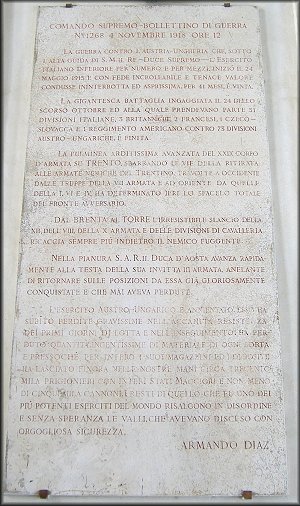 COMANDO SUPREMO - BOLLETTINO DI GUERRA
Nº 1268 4 NOVEMBRE 1918 ORE 12
LA GUERRA CONTRO L'AUSTRIA-UNGHERIA CHE, SOTTO
L'ALTA GUIDA DI S. M. IL RE - DUCE SUPREMO - L'ESERCITO
ITALIANO INFERIORE PER NUMERO E PER MEZZI, INIZIÒ IL 24
MAGGIO 1915 E CON FEDE INCROLLABILE E TENACE VALORE
CONDUSSE ININTERROTTA ED ASPRISSIMA, PER 41 MESI, È VINTA.
LA GIGANTESCA BATTAGLIA INGAGGIATA IL 24 DELLO
SCORSO OTTOBRE ED ALLA QUALE PRENDEVANO PARTE 51
DIVISIONI ITALIANE, 3 BRITANNICHE, 2 FRANCESI, 1 CZECO-
SLOVACCA E 1 REGGIMENTO AMERICANO CONTRO 73 DIVISIONI
AUSTRO-UNGARICHE, È FINITA.
LA FULMINEA ARDITISSIMA AVANZATA DEL XXIX CORPO
D'ARMATA SU TRENTO, SBARRANDO LE VIE DELLA RITIRATA
ALLE ARMATE NEMICHE DEL TRENTINO, TRAVOLTE A OCCIDENTE
DALLE TRUPPE DELLA VII ARMATA E AD ORIENTE DA QUELLE
DELLA I, VI E IV, HA DETERMINATO IERI LO SFACELO TOTALE
DEL FRONTE AVVERSARIO.
DAL BRENTA AL TORRE L'IRRESISTIBILE SLANCIO DELLA
XII, DELL'VIII, DELLA X ARMATA E DELLE DIVISIONI DI CAVALLERIA
RICACCIA SEMPRE PIÙ INDIETRO IL NEMICO FUGGENTE.
NELLA PIANURA S. A. R. IL DUCA D'AOSTA AVANZA RAPIDA-
MENTE ALLA TESTA DELLA SUA INVITTA III ARMATA, ANELANTE
DI RITORNARE SULLE POSIZIONI DA ESSA GIÀ GLORIOSAMENTE
CONQUISTATE E CHE MAI AVEVA PERDUTE.
L'ESERCITO AUSTRO-UNGARICO È ANNIENTATO: ESSO HA
SUBITO PERDITE GRAVISSIME NELL'ACCANITA RESISTENZA
DEI PRIMI GIORNI DI LOTTA E NELL'INSEGUIMENTO; HA PER-
DUTO QUANTITÀ INGENTISSIME DI MATERIALE DI OGNI SORTA
E PRESSOCHÈ PER INTERO I SUOI MAGAZZINI E I DEPOSITI;
HA LASCIATO FINORA NELLE NOSTRE MANI CIRCA TRECENTO
MILA PRIGIONIERI CON INTERI STATI MAGGIORI E NON MENO
DI CINQUEMILA CANNONI. I RESTI DI QUELLO CHE FU UNO DEI
PIÙ POTENTI ESERCITI DEL MONDO RISALGONO IN DISORDINE
E SENZA SPERANZA LE VALLI, CHE AVEVANO DISCESO CON
ORGOGLIOSA SICUREZZA.
ARMANDO DIAZ